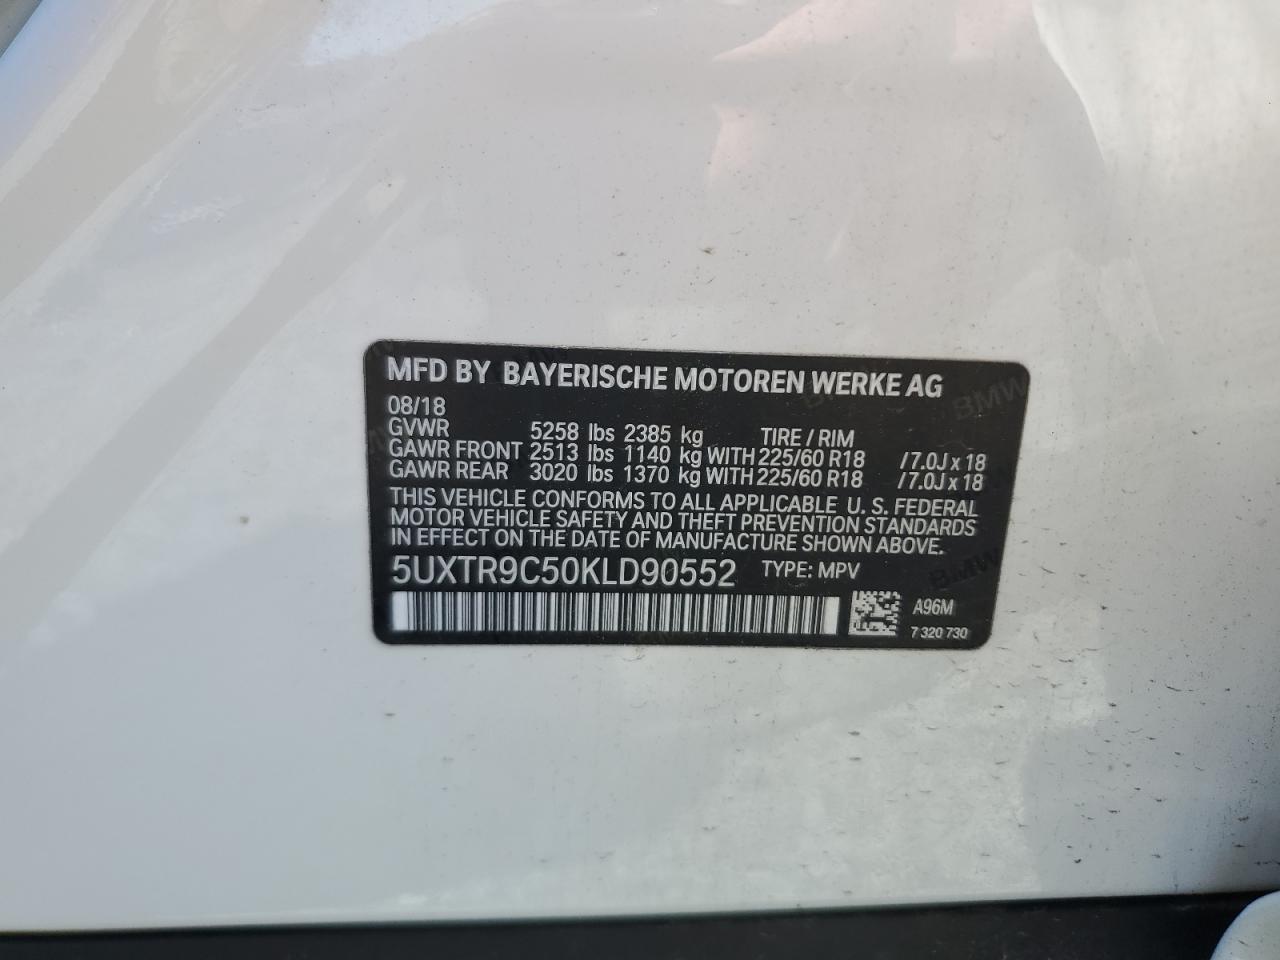 MFD BY BAYERISCHE MOTOREN WERKE AG
08/18
GVWR 5258 lbs 2385 kg TIRE / RIM
GAWR FRONT 2513 lbs 1140 kg WITH 225/60 R18 /7.0J x 18
GAWR REAR 3020 lbs 1370 kg WITH 225/60 R18 /7.0J x 18
THIS VEHICLE CONFORMS TO ALL APPLICABLE U. S. FEDERAL
MOTOR VEHICLE SAFETY AND THEFT PREVENTION STANDARDS
IN EFFECT ON THE DATE OF MANUFACTURE SHOWN ABOVE.
5UXTR9C50KLD90552 TYPE: MPV
A96M
7 320 730
BMW
BMW